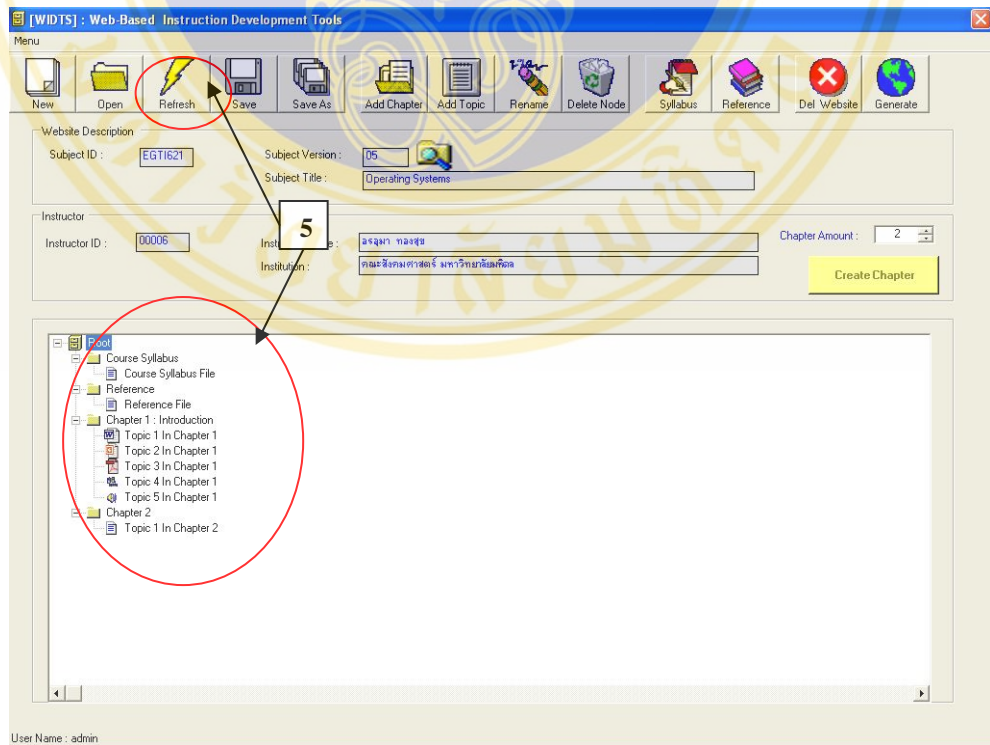 [WIDTS] : Web-Based Instruction Development Tools
Menu
New Open Refresh Save Save As Add Chapter Add Topic Rename Delete Node Syllabus Reference Del Website Generate
Website Description
Subject ID : EGTI621 Subject Version : 05
Subject Title : Operating Systems
Instructor
Instructor ID : 00006 อรอุมา ทองสุข Chapter Amount : 2
5
Institution : คณะสังคมศาสตร์ มหาวิทยาลัยมหิดล
Create Chapter
Root
Course Syllabus
Course Syllabus File
Reference
Reference File
Chapter 1 : Introduction
Topic 1 In Chapter 1
Topic 2 In Chapter 1
Topic 3 In Chapter 1
Topic 4 In Chapter 1
Topic 5 In Chapter 1
Chapter 2
Topic 1 In Chapter 2
User Name : admin